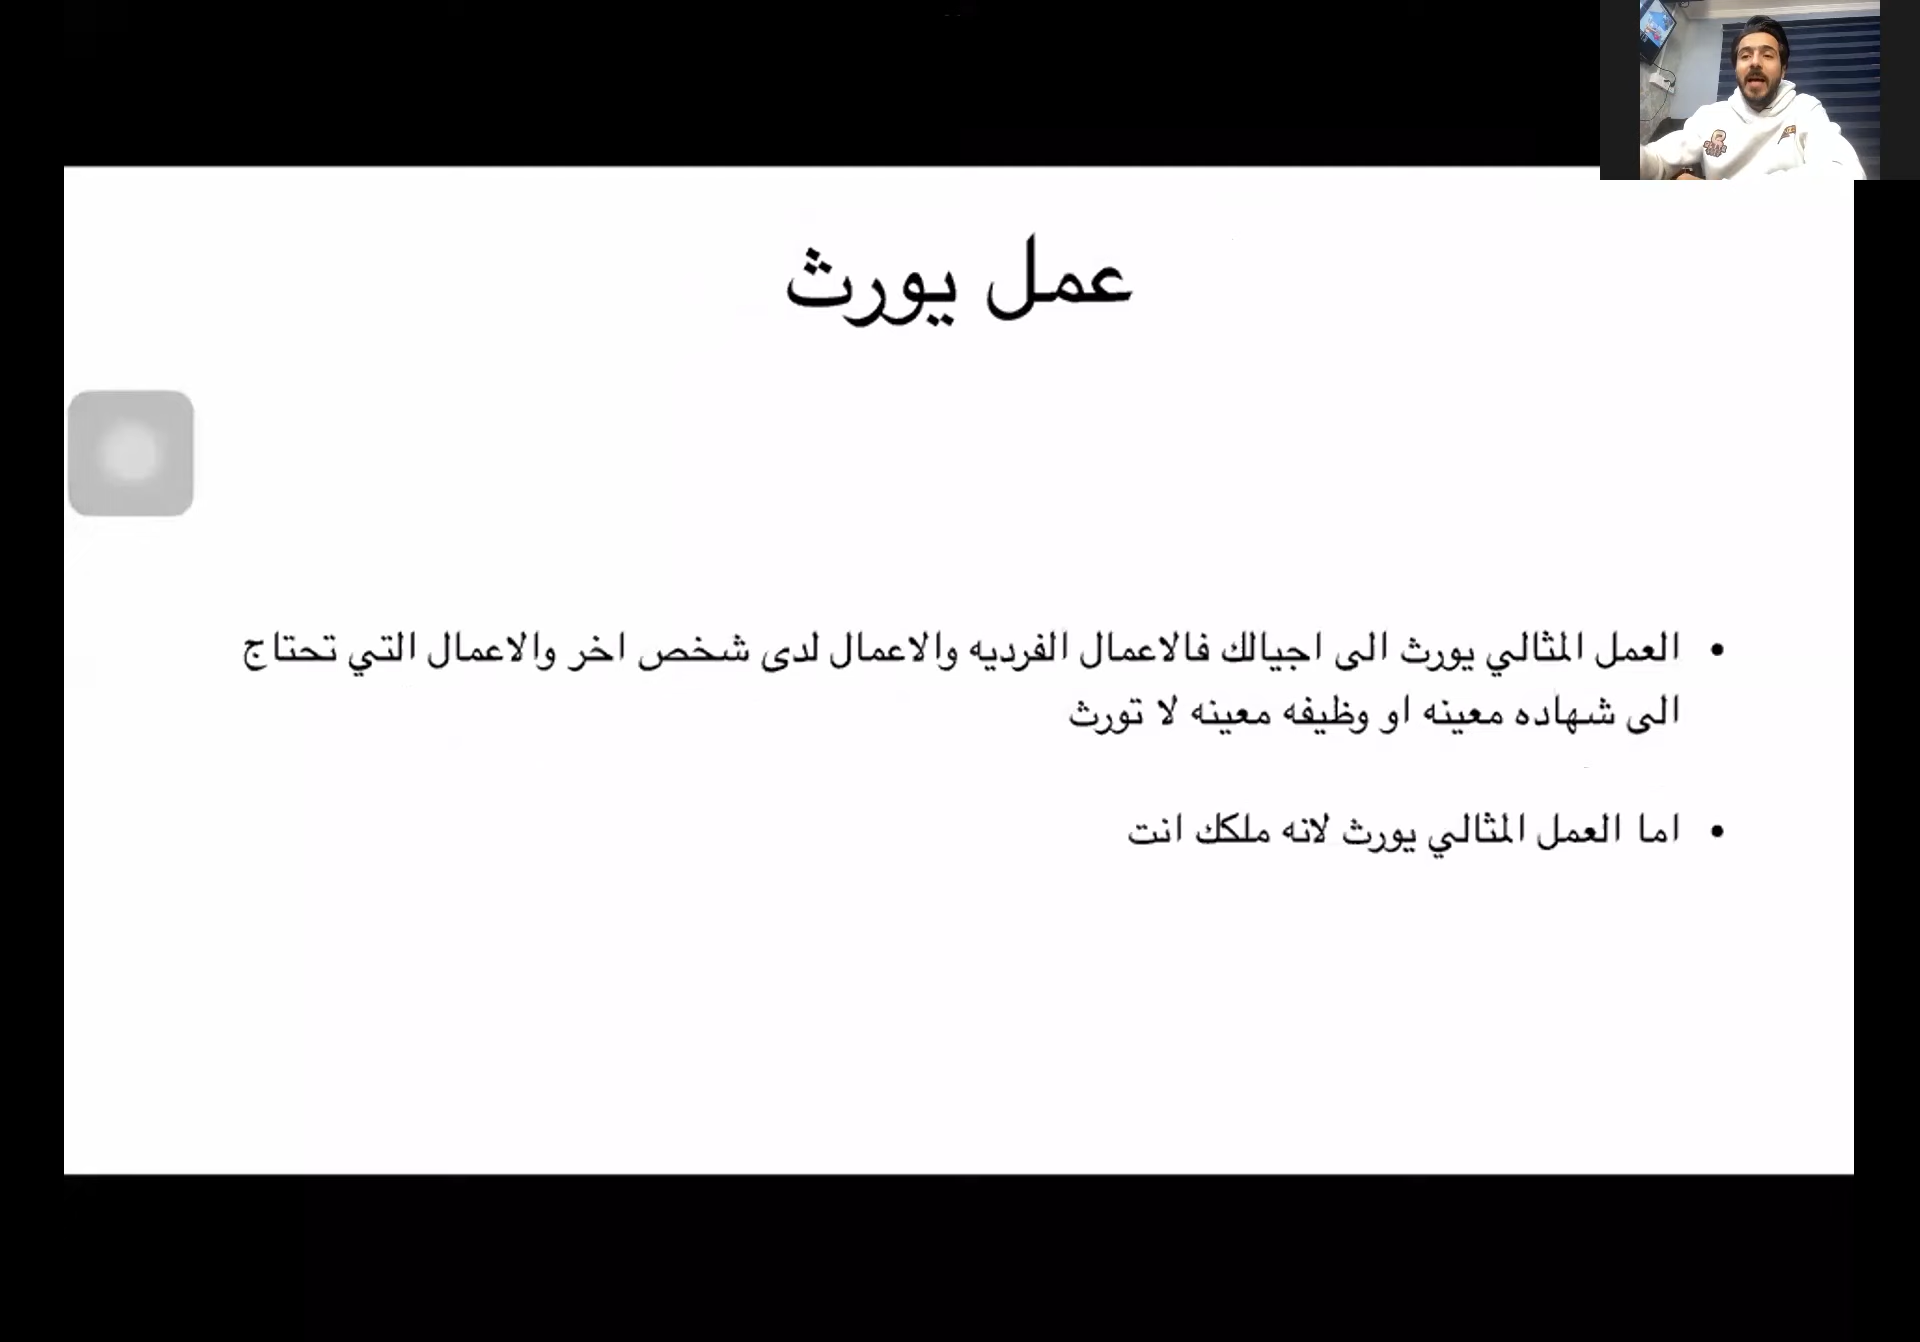 عمل يورث
• العمل المثالي يورث الى اجيالك فالاعمال الفرديه والاعمال لدى شخص اخر والاعمال التي تحتاج
الى شهاده معينه او وظيفه معينه لا تورث
• اما العمل المثالي يورث لانه ملكك انت